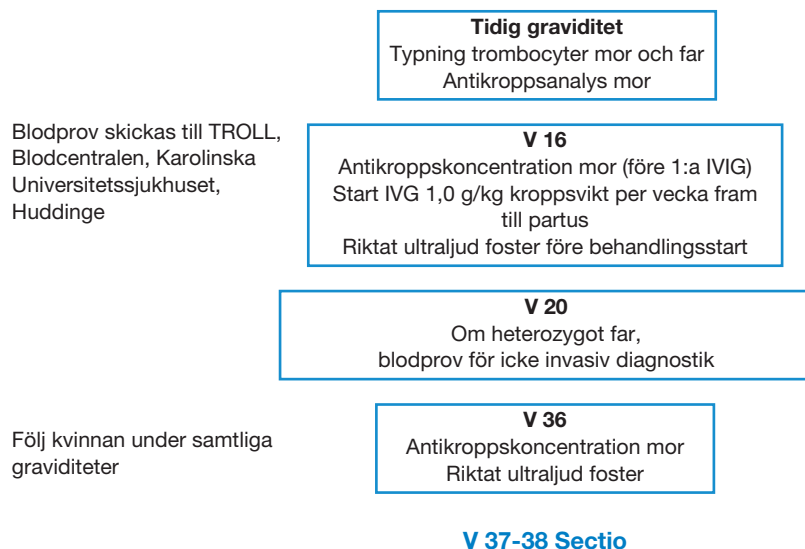 Tidig graviditet
Typning trombocyter mor och far
Antikroppsanalys mor
Blodprov skickas till TROLL,
Blodcentralen, Karolinska
Universitetssjukhuset,
Huddinge
V 16
Antikroppskoncentration mor (före 1:a IVIG)
Start IVG 1,0 g/kg kroppsvikt per vecka fram
till partus
Riktat ultraljud foster före behandlingsstart
V 20
Om heterozygot far,
blodprov för icke invasiv diagnostik
Följ kvinnan under samtliga
graviditeter
V 36
Antikroppskoncentration mor
Riktat ultraljud foster
V 37-38 Sectio